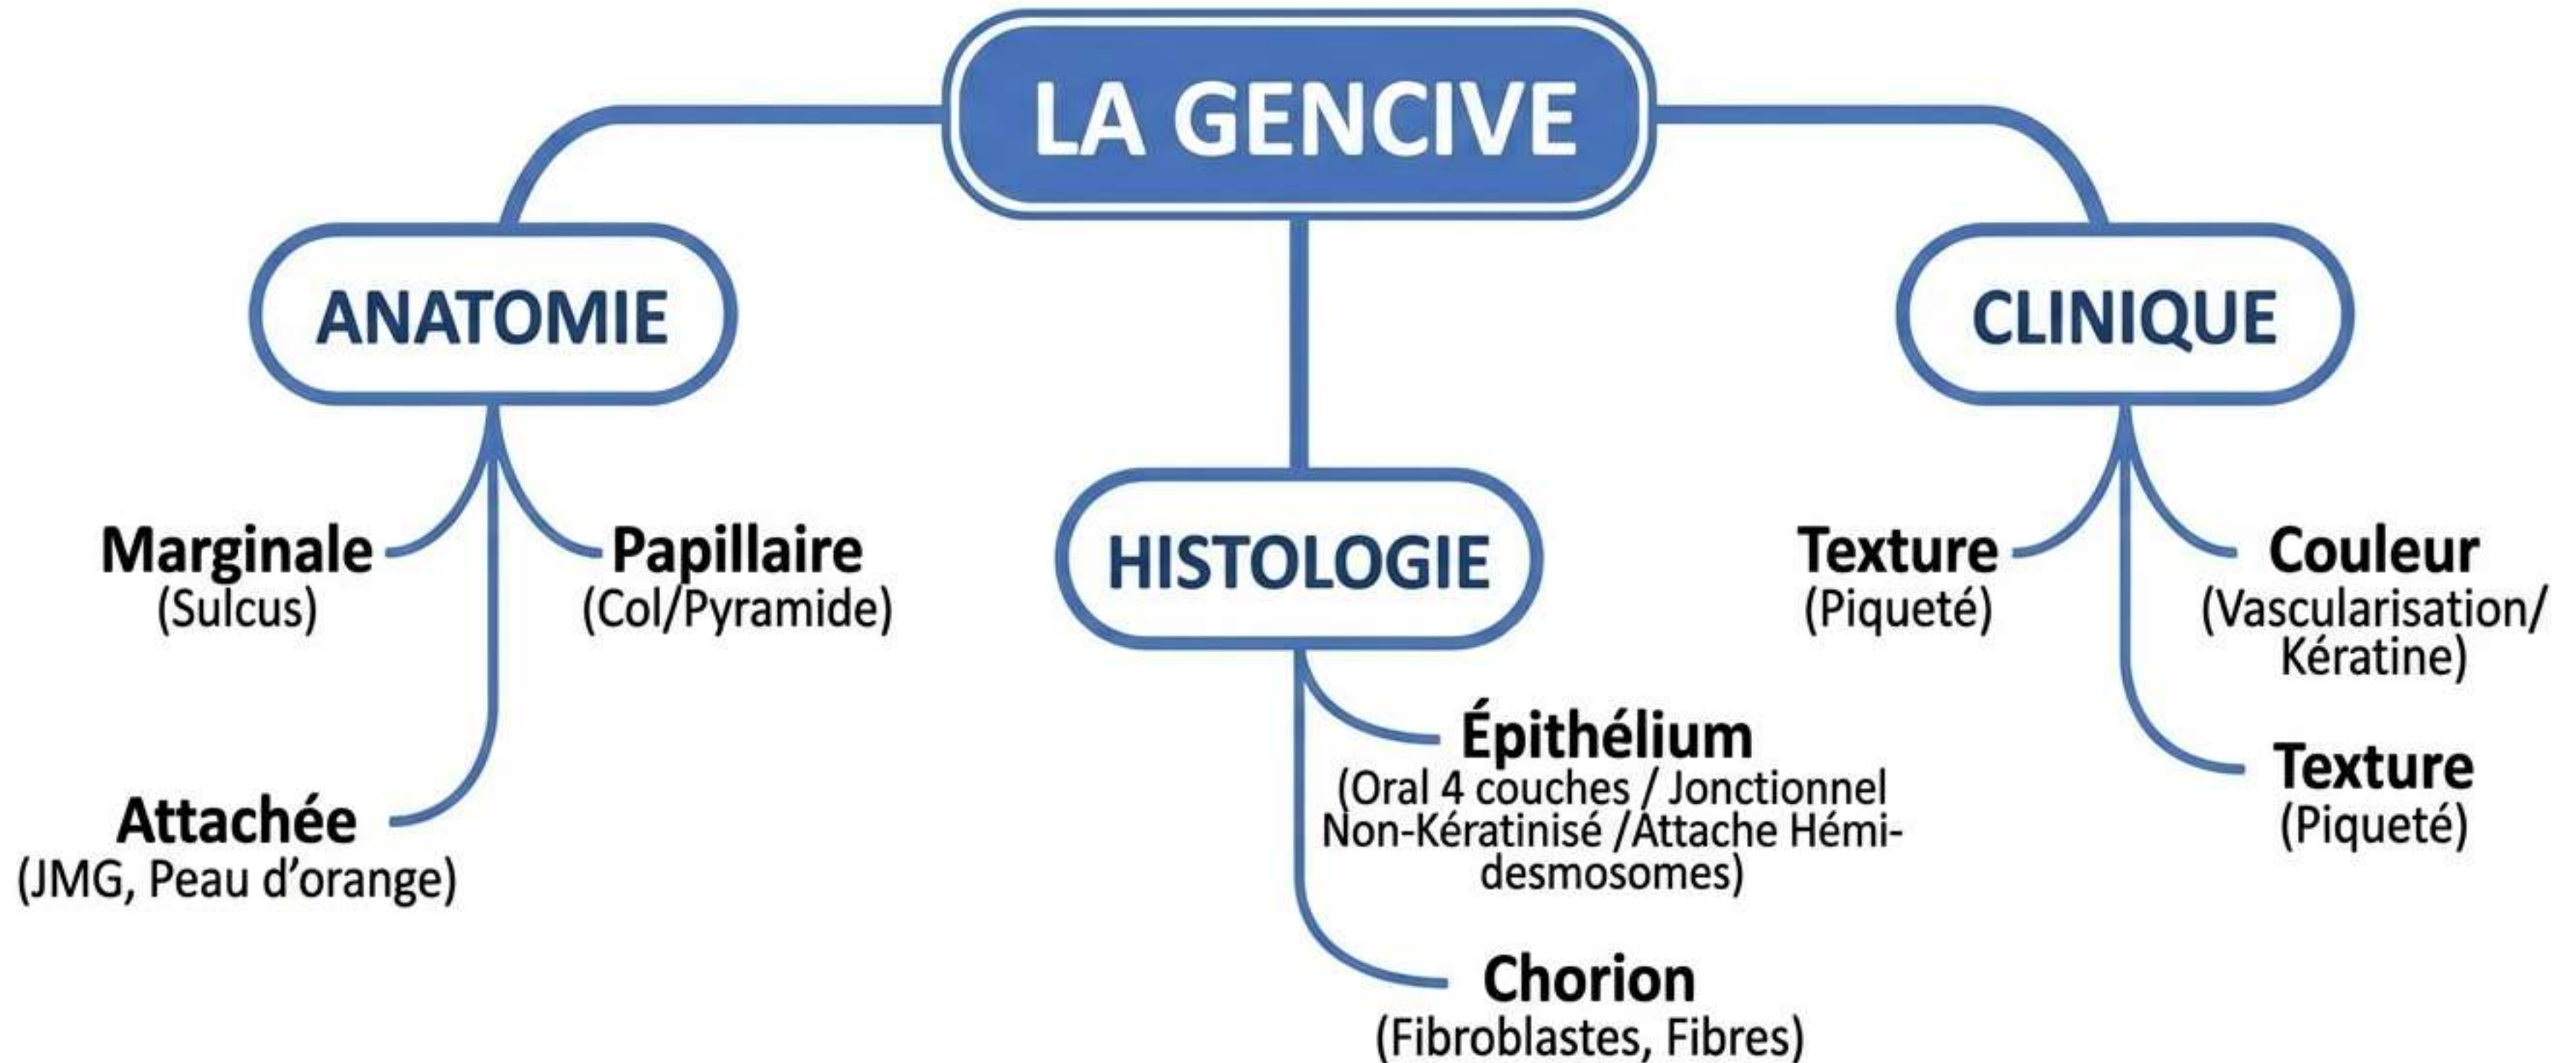 LA GENCIVE
ANATOMIE
Marginale
(Sulcus)
Papillaire
(Col/Pyramide)
Attachée
(JMG, Peau d’orange)
HISTOLOGIE
Épithélium
(Oral 4 couches / Jonctionnel
Non-Kératinisé /Attache Hémi-
desmosomes)
Chorion
(Fibroblastes, Fibres)
CLINIQUE
Texture
(Piqueté)
Couleur
(Vascularisation/
Kératine)
Texture
(Piqueté)